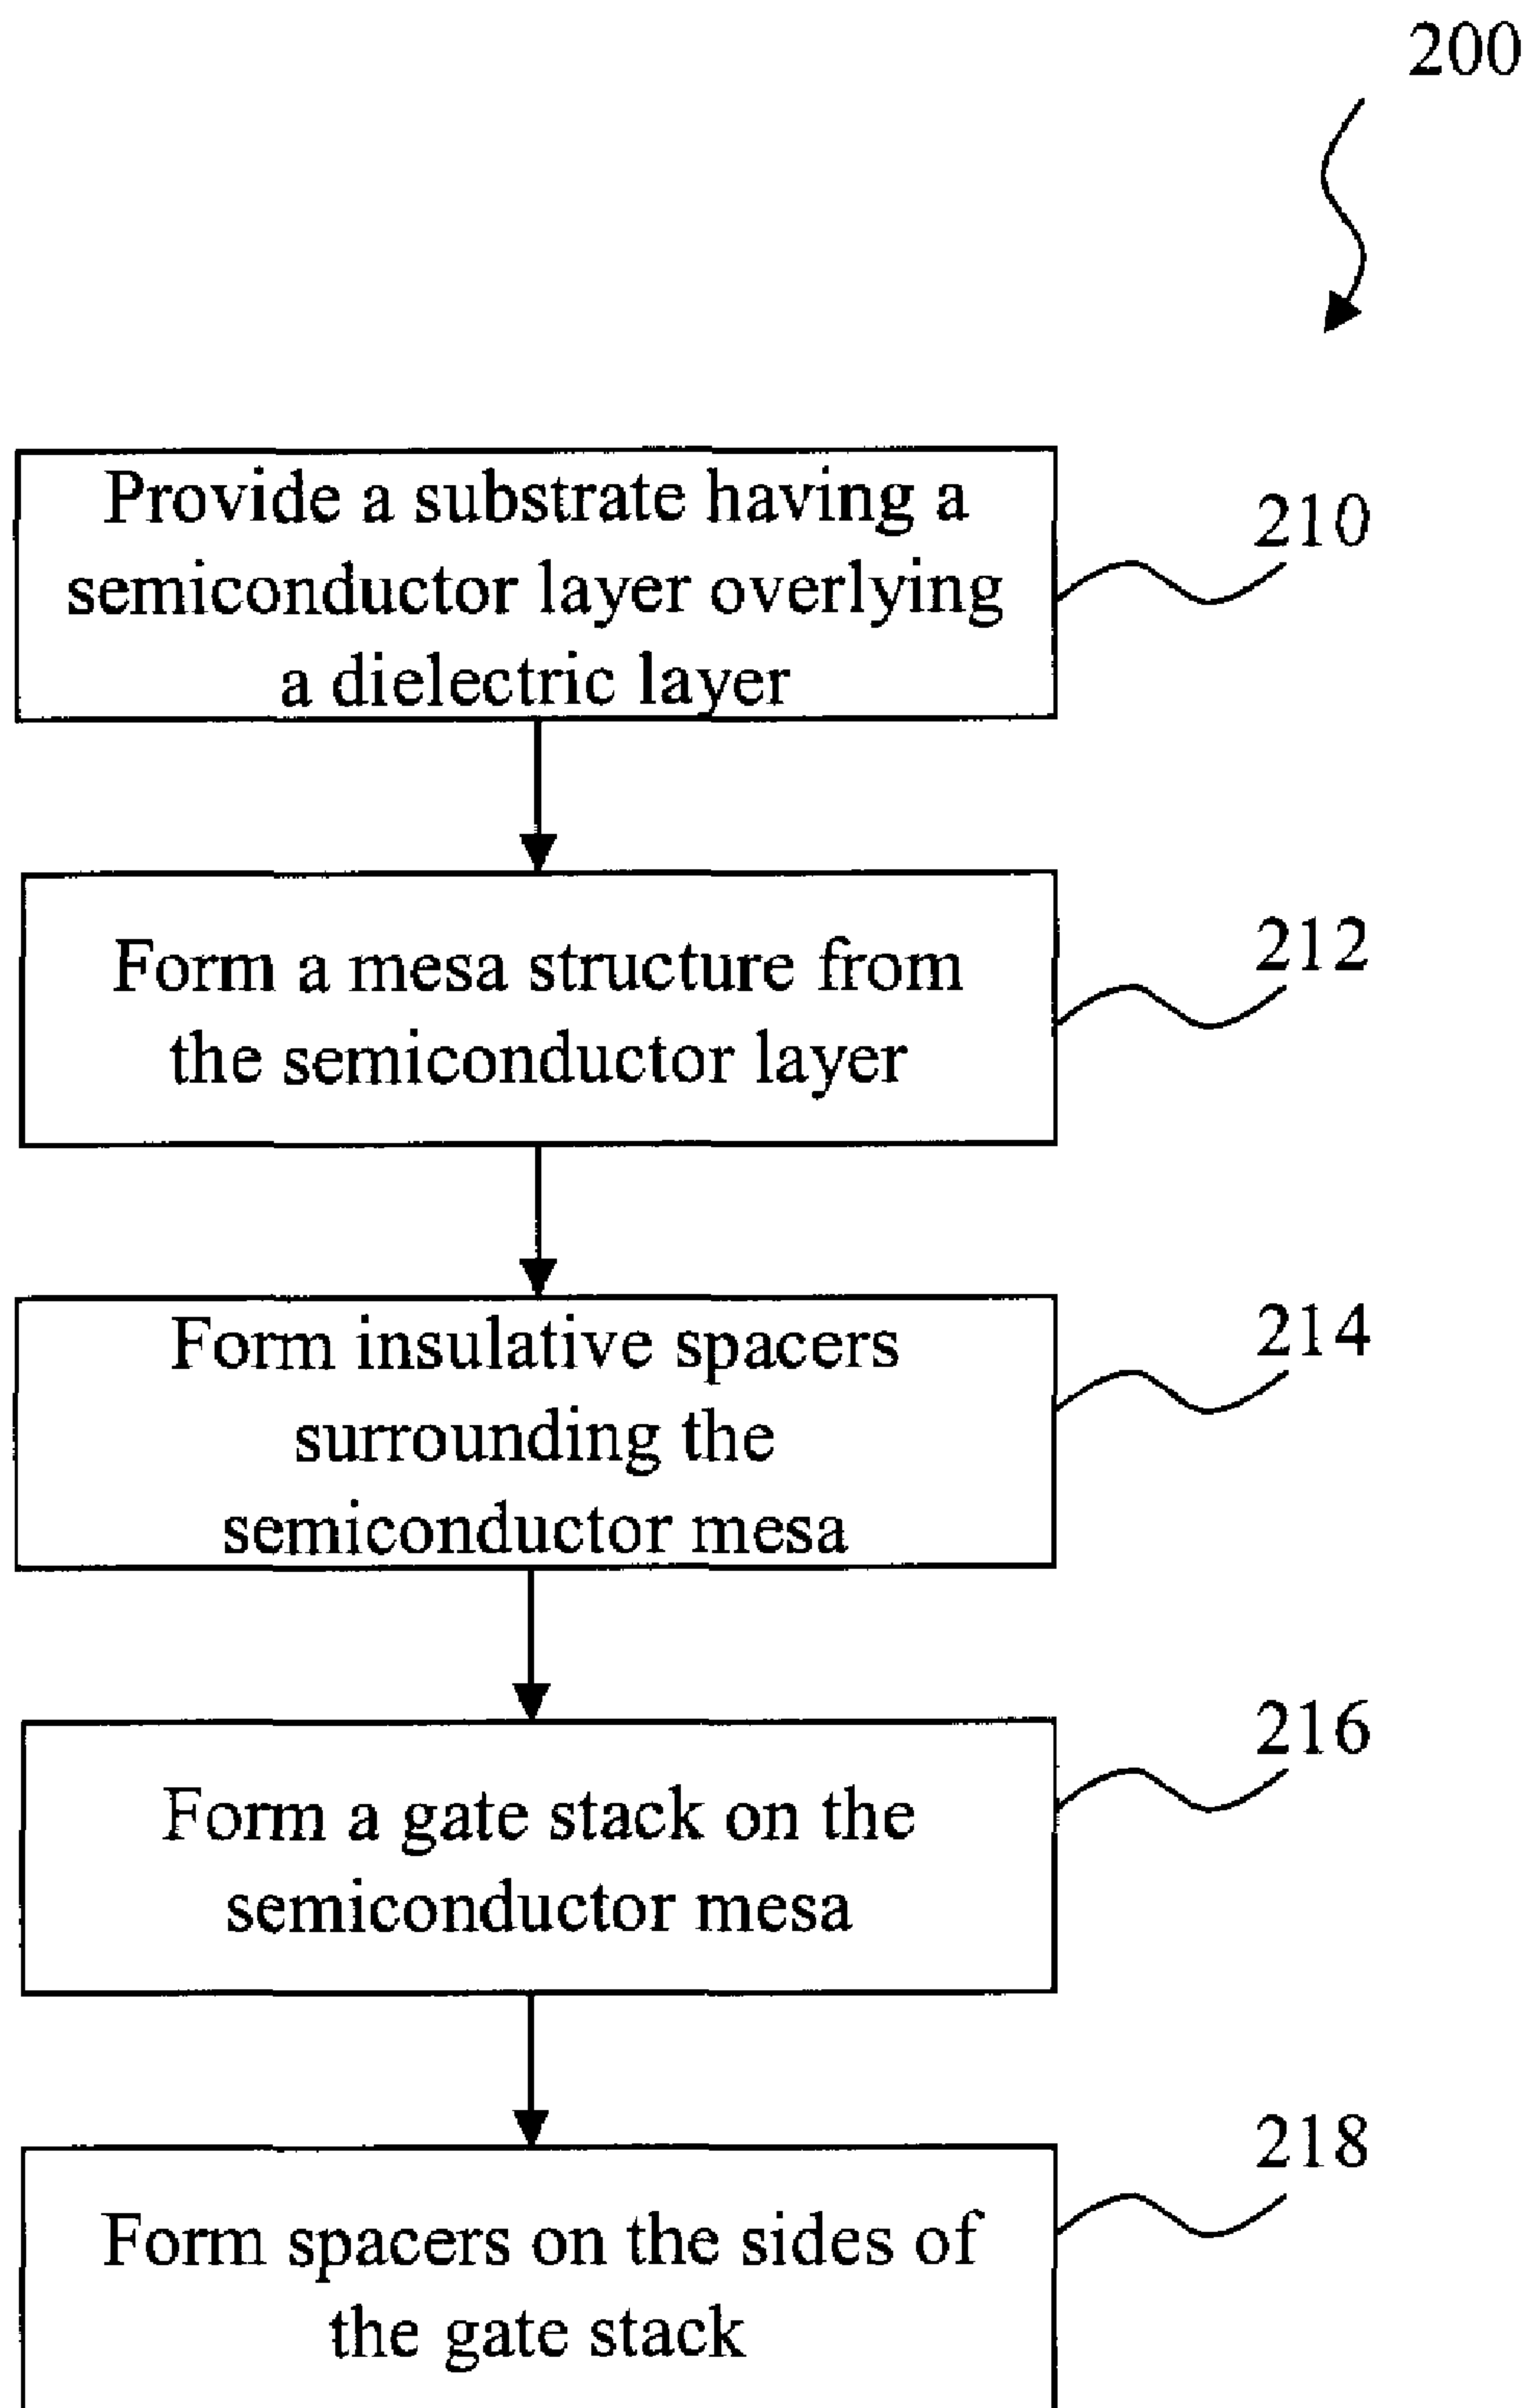 200
Provide a substrate having a
semiconductor layer overlying
a dielectric layer
210
Form a mesa structure from
the semiconductor layer
212
Form insulative spacers
surrounding the
semiconductor mesa
214
Form a gate stack on the
semiconductor mesa
216
Form spacers on the sides of
the gate stack
218